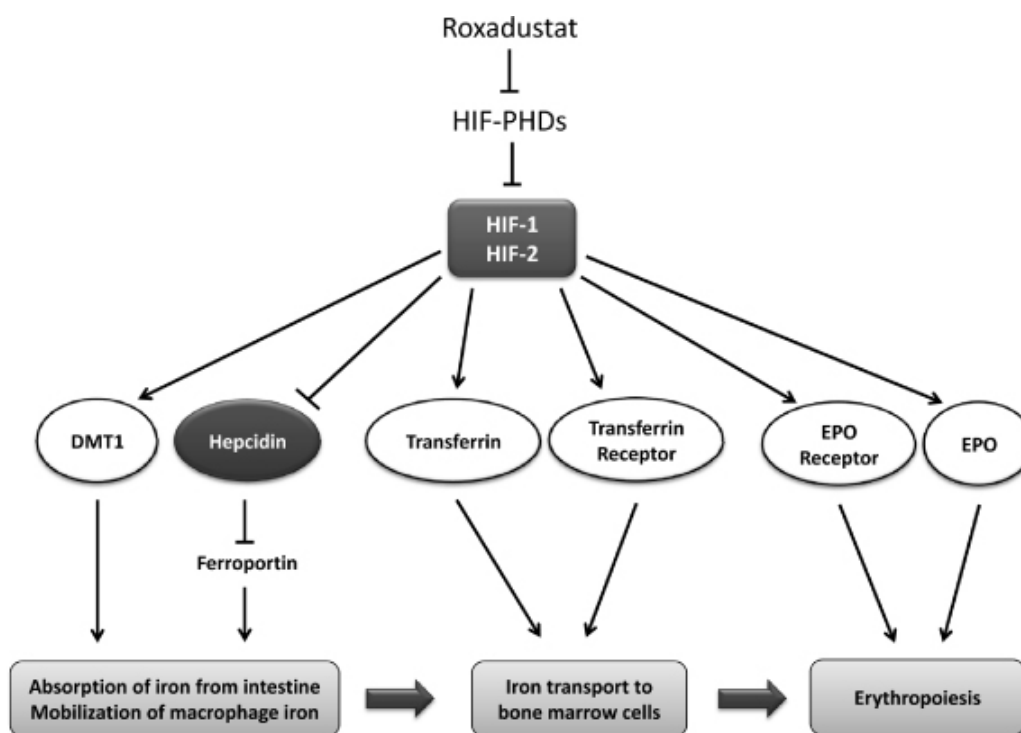 Roxadustat
HIF-PHDs
HIF-1
HIF-2
DMT1
Hepcidin
Transferrin
Transferrin
Receptor
EPO
Receptor
EPO
Ferroportin
Absorption of iron from intestine
Mobilization of macrophage iron
Iron transport to
bone marrow cells
Erythropoiesis